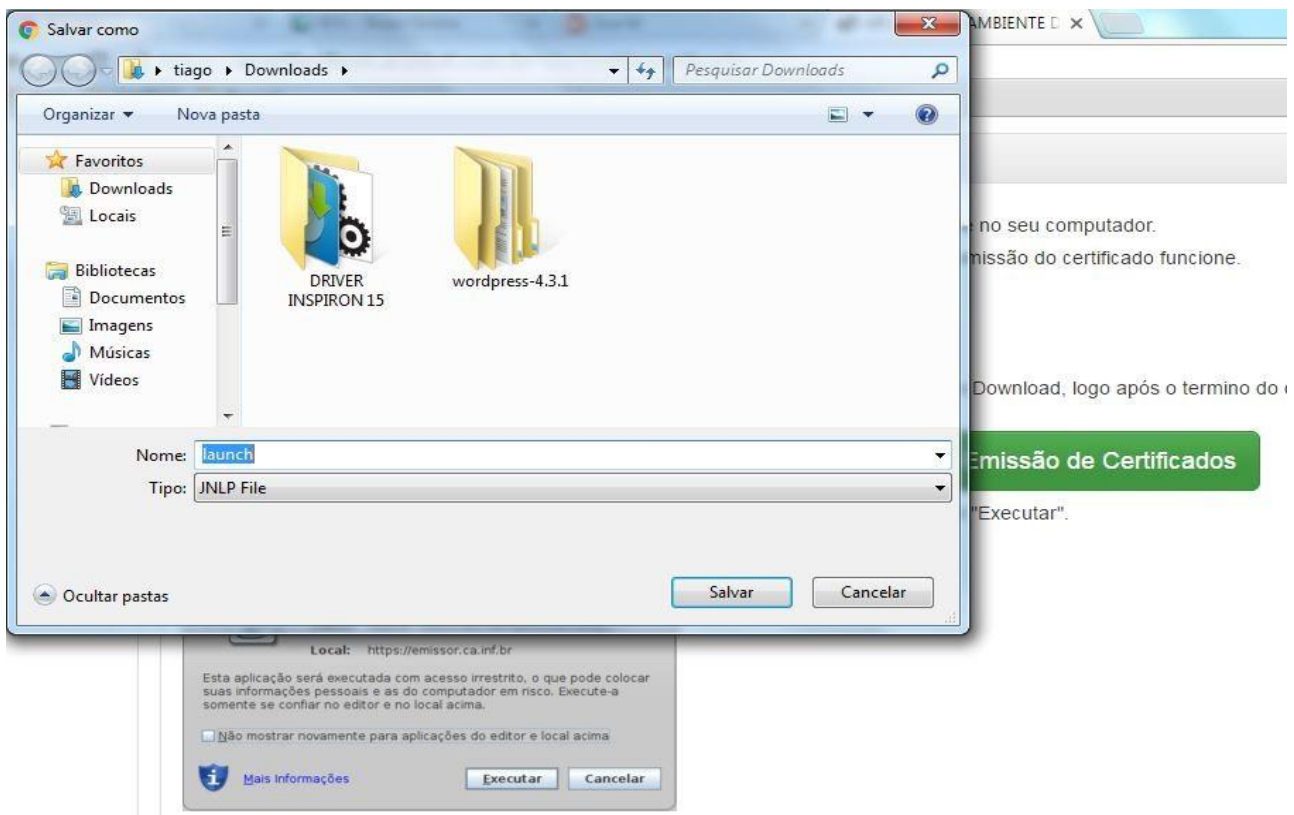 Salvar como
AMBIENTE D
tiago Downloads
Pesquisar Downloads
Organizar Nova pasta
Favoritos
Downloads
Locais
Bibliotecas
Documentos
Imagens
Músicas
Vídeos
DRIVER
INSPIRON 15
wordpress-4.3.1
no seu computador.
missão do certificado funcione.
Download, logo após o termino do
Nome: launch
Tipo: JNLP File
Emissão de Certificados
"Executar".
Ocultar pastas
Salvar Cancelar
Local: https://emissor.ca.inf.br
Esta aplicação será executada com acesso irrestrito, o que pode colocar
suas informações pessoais e as do computador em risco. Execute-a
somente se confiar no editor e no local acima.
Não mostrar novamente para aplicações do editor e local acima
Mais Informações
Executar Cancelar